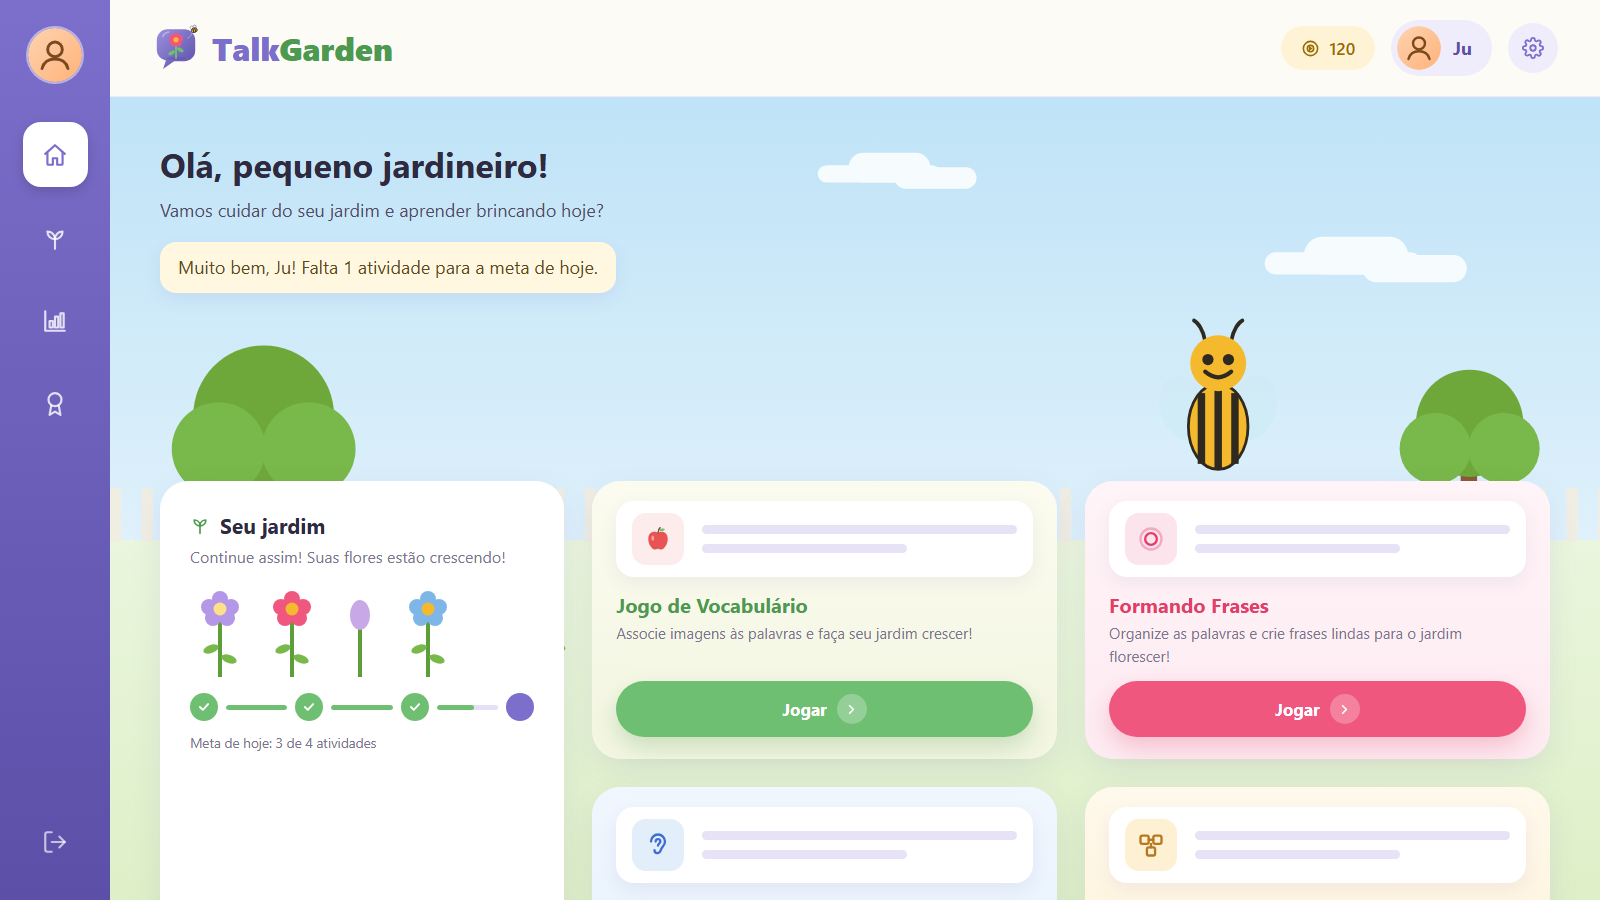 TalkGarden
120
Ju
Olá, pequeno jardineiro!
Vamos cuidar do seu jardim e aprender brincando hoje?
Muito bem, Ju! Falta 1 atividade para a meta de hoje.
Seu jardim
Continue assim! Suas flores estão crescendo!
Meta de hoje: 3 de 4 atividades
Jogo de Vocabulário
Associe imagens às palavras e faça seu jardim crescer!
Jogar
Formando Frases
Organize as palavras e crie frases lindas para o jardim
florescer!
Jogar